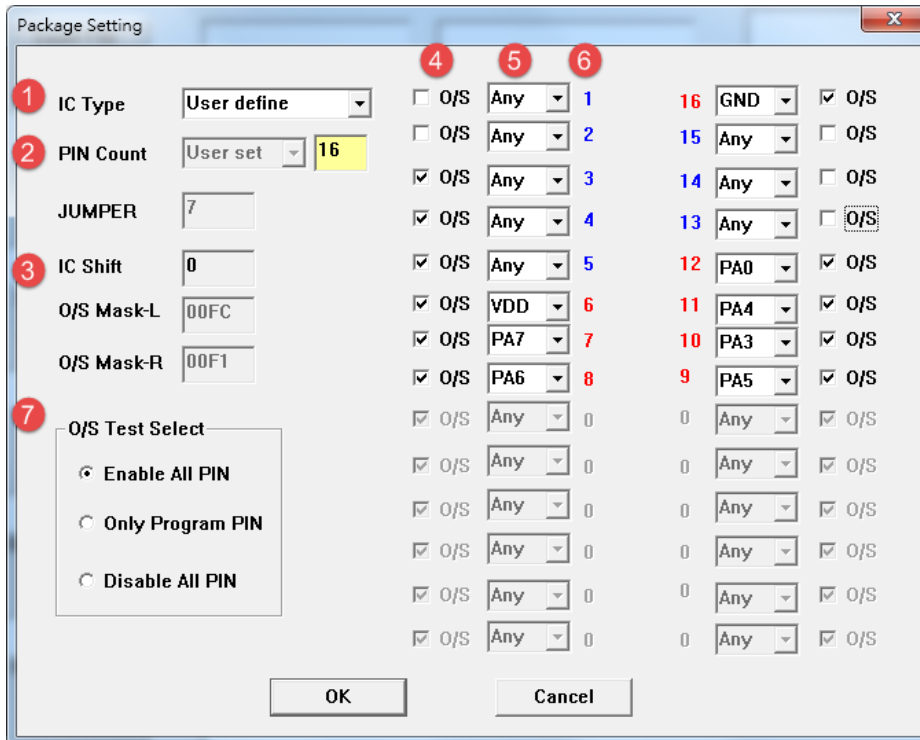 Package Setting
4 5 6
1 IC Type User define O/S Any 1 16 GND O/S
O/S Any 2 15 Any O/S
2 PIN Count User set 16
O/S Any 3 14 Any O/S
JUMPER 7 O/S Any 4 13 Any O/S
3 IC Shift 0 O/S Any 5 12 PA0 O/S
O/S Mask-L 00FC O/S VDD 6 11 PA4 O/S
O/S PA7 7 10 PA3 O/S
O/S Mask-R 00F1 O/S PA6 8 9 PA5 O/S
7 O/S Test Select O/S Any 0 0 Any O/S
Enable All PIN O/S Any 0 0 Any O/S
Only Program PIN O/S Any 0 0 Any O/S
O/S Any 0 0 Any O/S
Disable All PIN O/S Any 0 0 Any O/S
O/S Any 0 0 Any O/S
OK Cancel